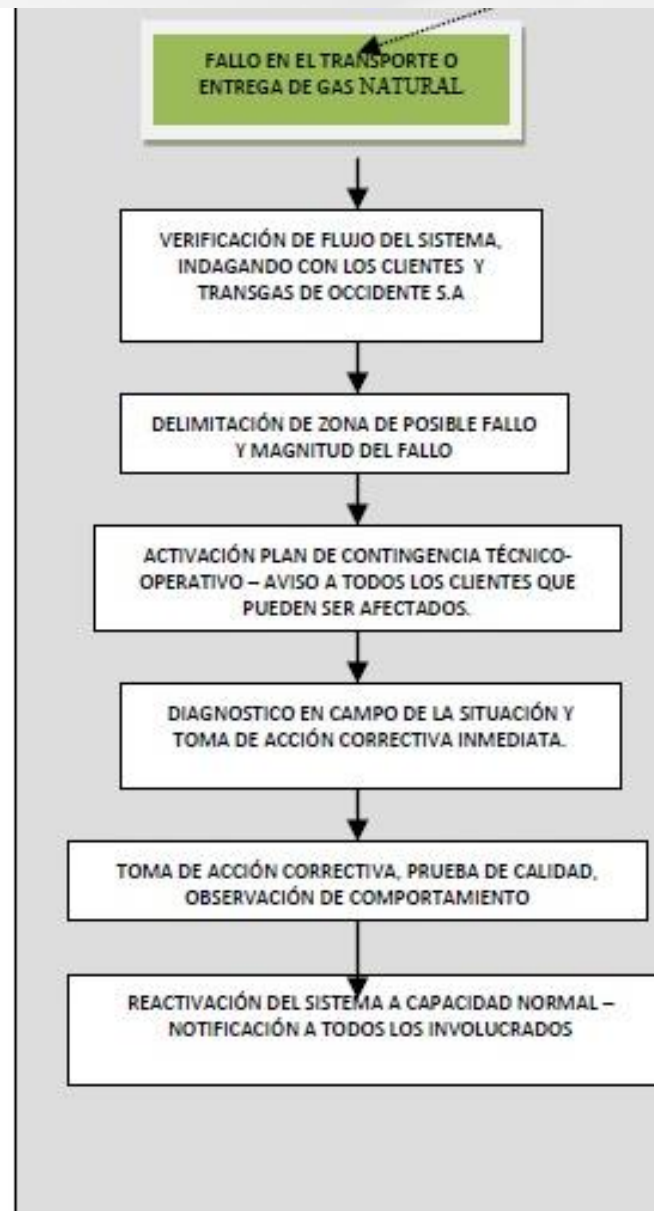 FALLO EN EL TRANSPORTE O
ENTREGA DE GAS NATURAL
VERIFICACIÓN DE FLUJO DEL SISTEMA,
INDAGANDO CON LOS CLIENTES Y
TRANSGAS DE OCCIDENTE S.A
DELIMITACIÓN DE ZONA DE POSIBLE FALLO
Y MAGNITUD DEL FALLO
ACTIVACIÓN PLAN DE CONTINGENCIA TÉCNICO-
OPERATIVO – AVISO A TODOS LOS CLIENTES QUE
PUEDEN SER AFECTADOS.
DIAGNOSTICO EN CAMPO DE LA SITUACIÓN Y
TOMA DE ACCIÓN CORRECTIVA INMEDIATA.
TOMA DE ACCIÓN CORRECTIVA, PRUEBA DE CALIDAD,
OBSERVACIÓN DE COMPORTAMIENTO
REACTIVACIÓN DEL SISTEMA A CAPACIDAD NORMAL –
NOTIFICACIÓN A TODOS LOS INVOLUCRADOS